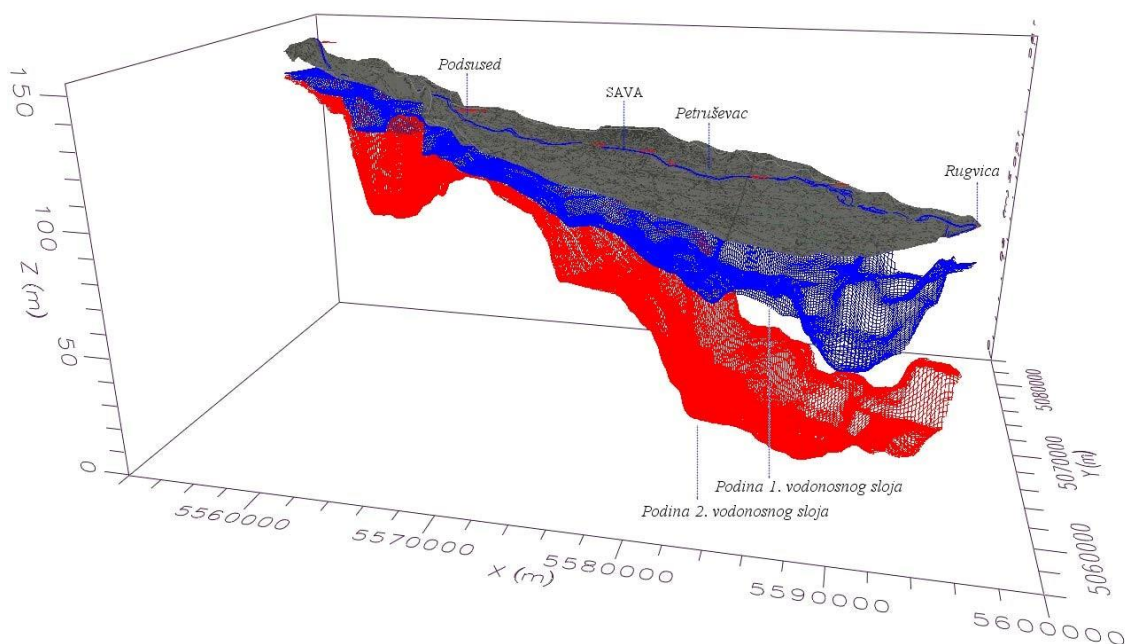 Podsused
SAVA
Petruševac
Rugvica
150
100
50
0
Z (m)
Podina 1. vodonosnog sloja
Podina 2. vodonosnog sloja
5560000
5570000
5580000
5590000
5600000
X (m)
5080000
5070000
5060000
Y (m)